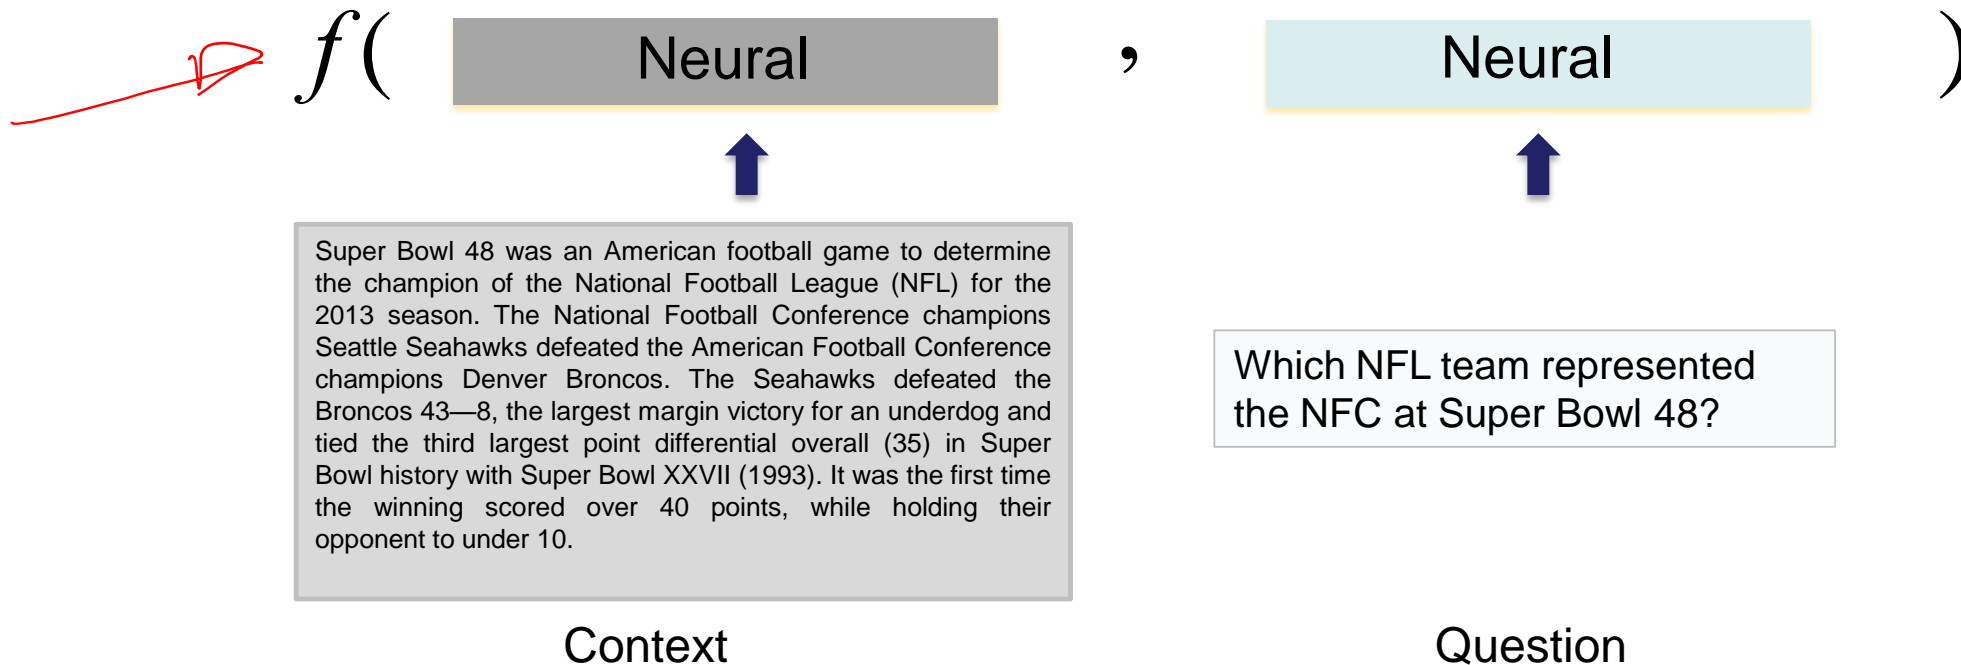 f( Neural , Neural )
Super Bowl 48 was an American football game to determine
the champion of the National Football League (NFL) for the
2013 season. The National Football Conference champions
Seattle Seahawks defeated the American Football Conference
champions Denver Broncos. The Seahawks defeated the
Broncos 43—8, the largest margin victory for an underdog and
tied the third largest point differential overall (35) in Super
Bowl history with Super Bowl XXVII (1993). It was the first time
the winning scored over 40 points, while holding their
opponent to under 10.
Which NFL team represented
the NFC at Super Bowl 48?
Context
Question